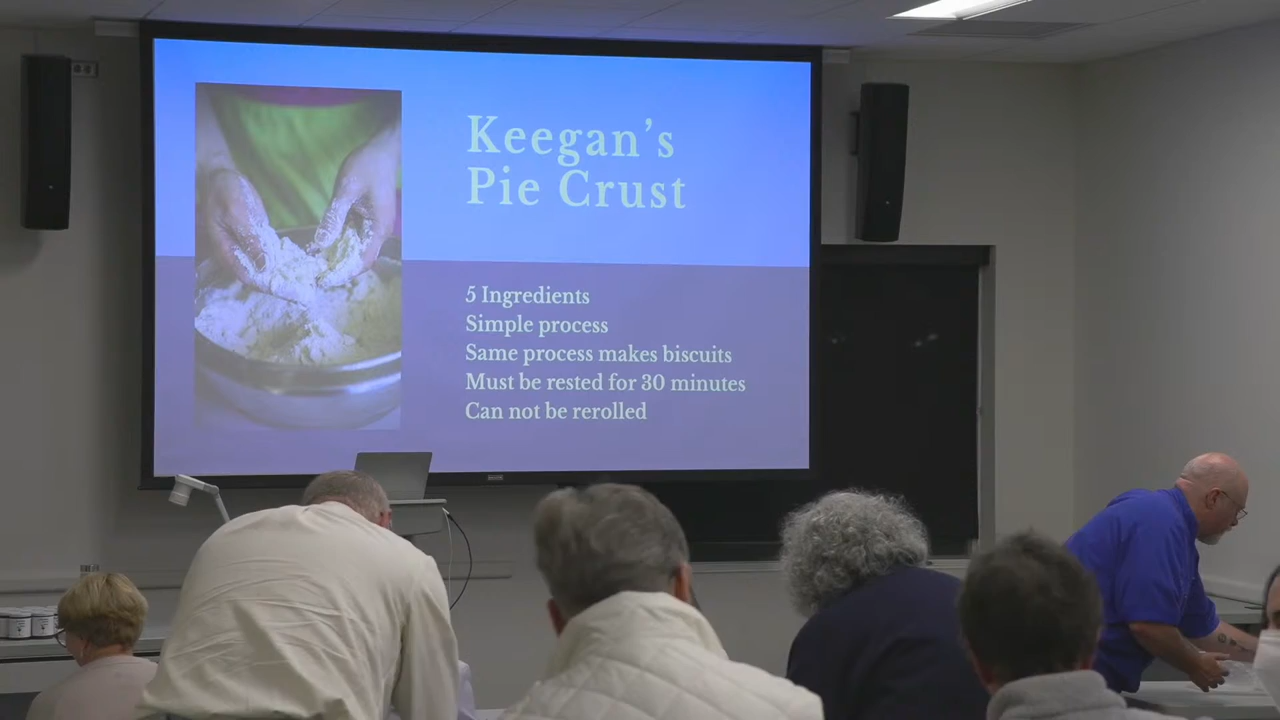 Keegan's
Pie Crust
5 Ingredients
Simple process
Same process makes biscuits
Must be rested for 30 minutes
Can not be rerolled